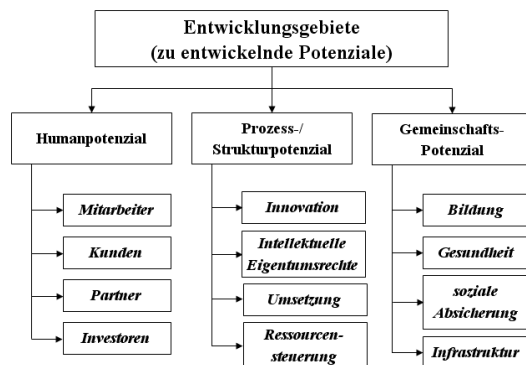 Entwicklungsgebiete
(zu entwickelnde Potenziale)
Humanpotenzial
Mitarbeiter
Kunden
Partner
Investoren
Prozess-/
Strukturpotenzial
Innovation
Intellektuelle
Eigentumsrechte
Umsetzung
Ressourcen-
steuerung
Gemeinschafts-
Potenzial
Bildung
Gesundheit
soziale
Absicherung
Infrastruktur